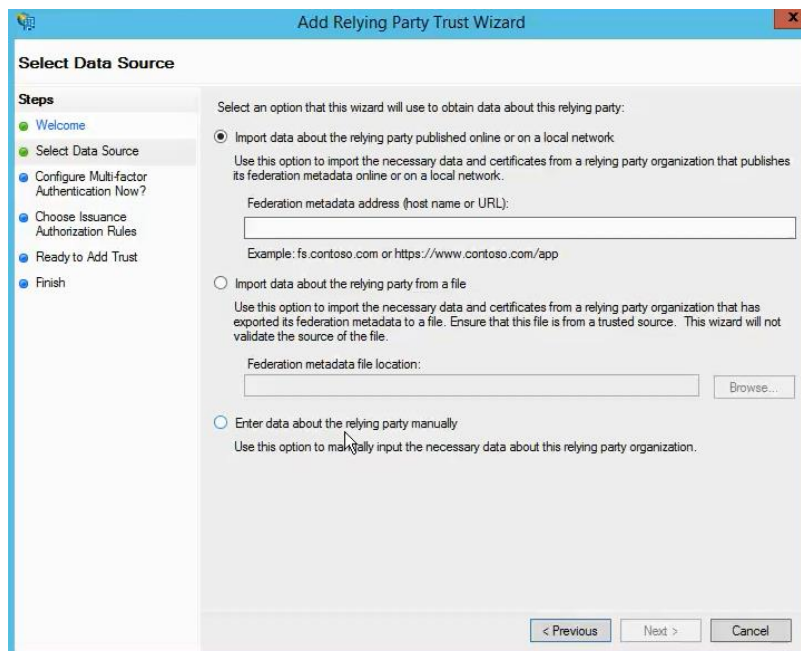 Add Relying Party Trust Wizard
x
Select Data Source
Steps
Welcome
Select Data Source
Configure Multi-factor
Authentication Now?
Choose Issuance
Authorization Rules
Ready to Add Trust
Finish
Select an option that this wizard will use to obtain data about this relying party:
Import data about the relying party published online or on a local network
Use this option to import the necessary data and certificates from a relying party organization that publishes
its federation metadata online or on a local network.
Federation metadata address (host name or URL):
Example: fs.contoso.com or https://www.contoso.com/app
Import data about the relying party from a file
Use this option to import the necessary data and certificates from a relying party organization that has
exported its federation metadata to a file. Ensure that this file is from a trusted source. This wizard will not
validate the source of the file.
Federation metadata file location:
Browse...
Enter data about the relying party manually
Use this option to manually input the necessary data about this relying party organization.
< Previous
Next >
Cancel